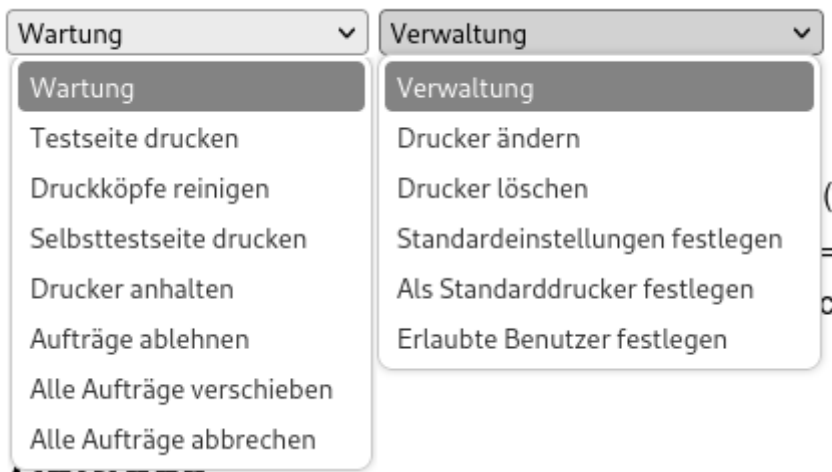 Wartung
Verwaltung
Wartung
Testseite drucken
Druckköpfe reinigen
Selbsttestseite drucken
Drucker anhalten
Aufträge ablehnen
Alle Aufträge verschieben
Alle Aufträge abbrechen
Verwaltung
Drucker ändern
Drucker löschen
Standardeinstellungen festlegen
Als Standarddrucker festlegen
Erlaubte Benutzer festlegen
(
=